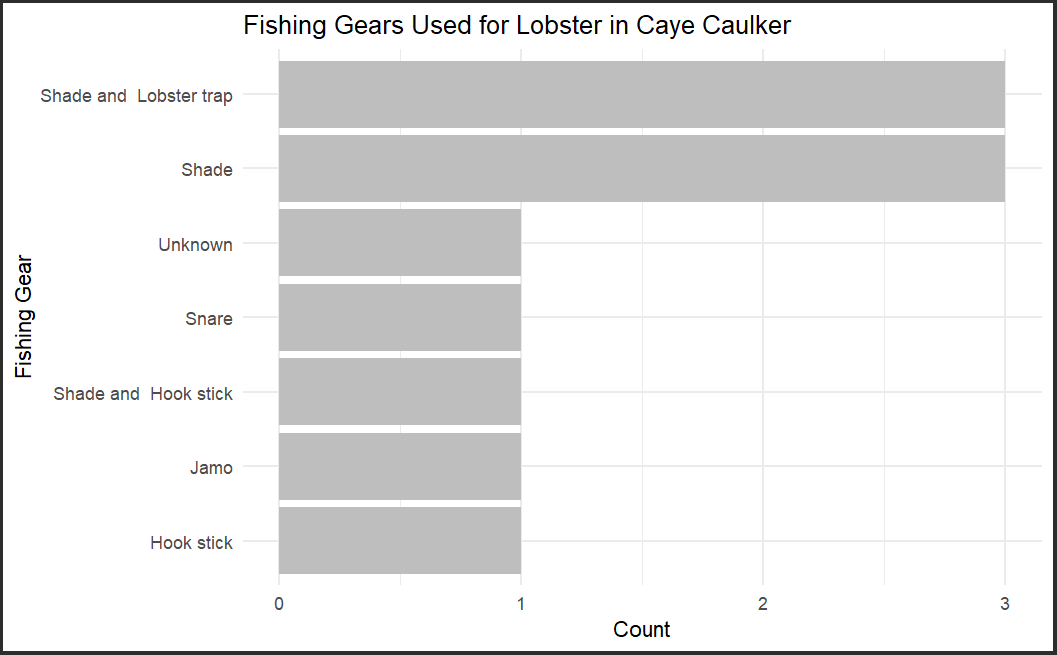 Fishing Gears Used for Lobster in Caye Caulker
Shade and  Lobster trap
Shade
Unknown
Snare
Shade and  Hook stick
Jamo
Hook stick
Fishing Gear
0 1 2 3
Count